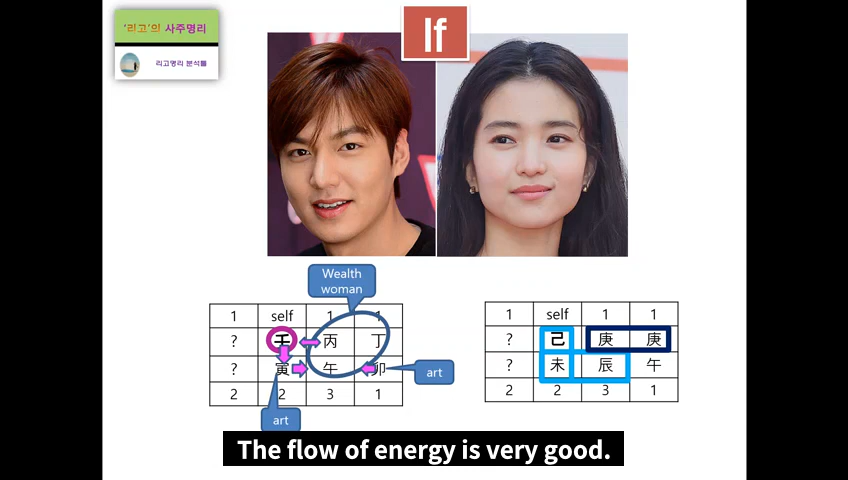 '리고'의 사주명리
리고명리 분석틀
If
Wealth
woman
1 self 1 1
? 壬 丙 丁
? 寅 午 卯
2 2 3 1
art
art
1 self 1 1
? 己 庚 庚
? 未 辰 午
2 2 3 1
The flow of energy is very good.